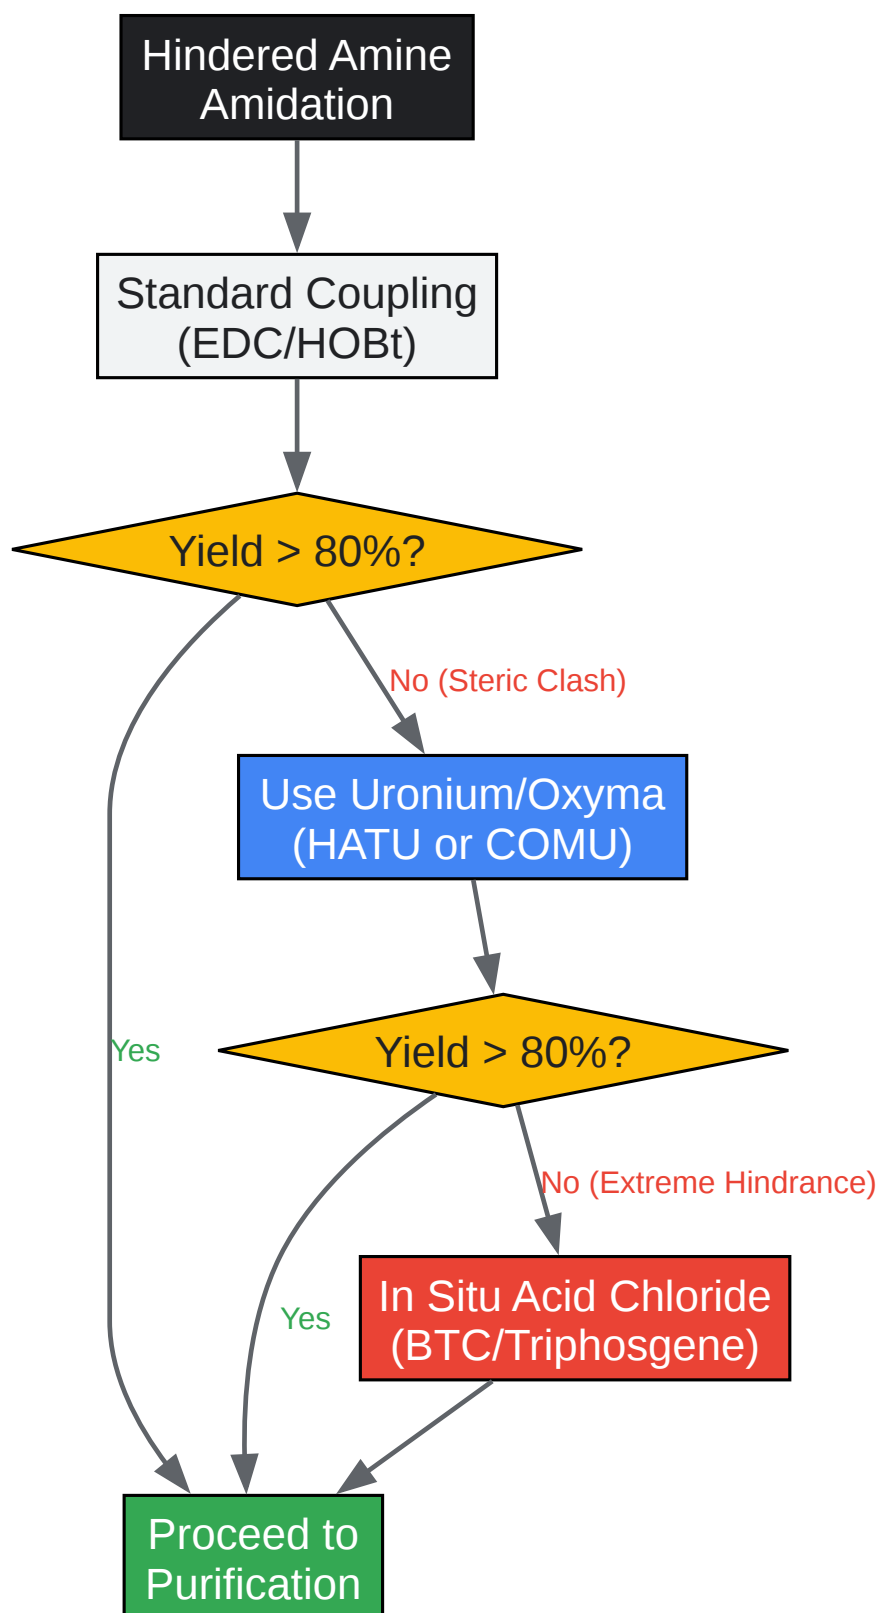 Hindered Amine
Amidation
Standard Coupling
(EDC/HOBt)
Yield > 80%?
No (Steric Clash)
Use Uronium/Oxyma
(HATU or COMU)
Yes
Yield > 80%?
No (Extreme Hindrance)
Yes
In Situ Acid Chloride
(BTC/Triphosgene)
Proceed to
Purification